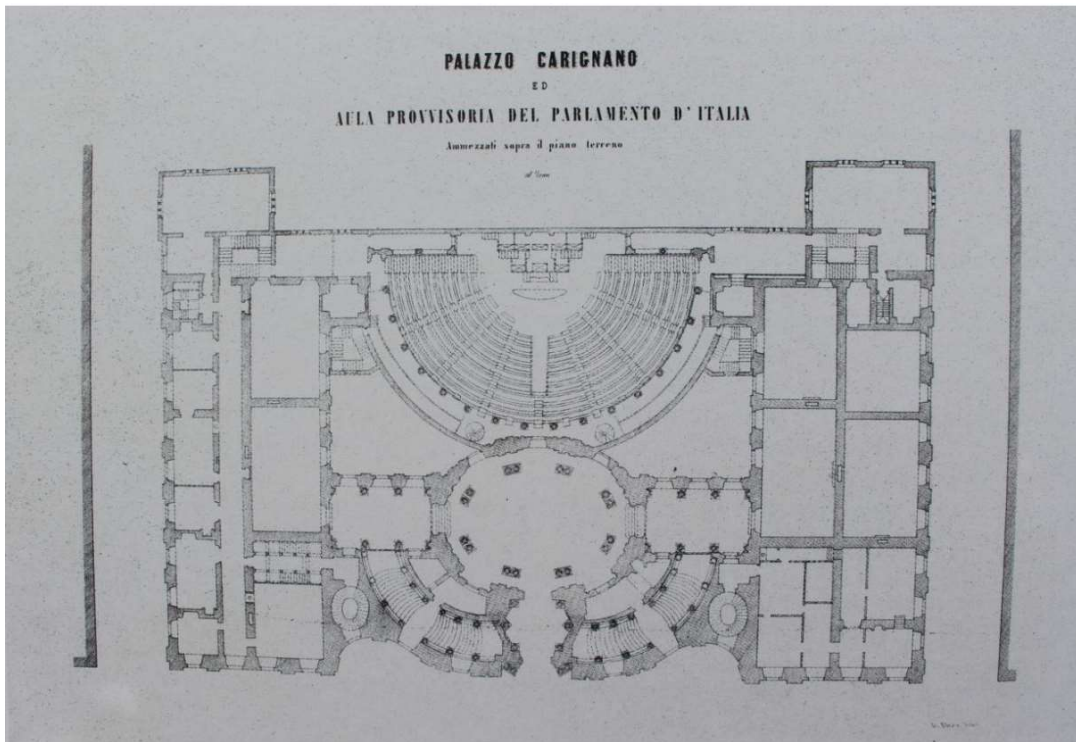 PALAZZO CARIGNANO
ED
AULA PROVVISORIA DEL PARLAMENTO D'ITALIA
Ammezzati sopra il piano terreno